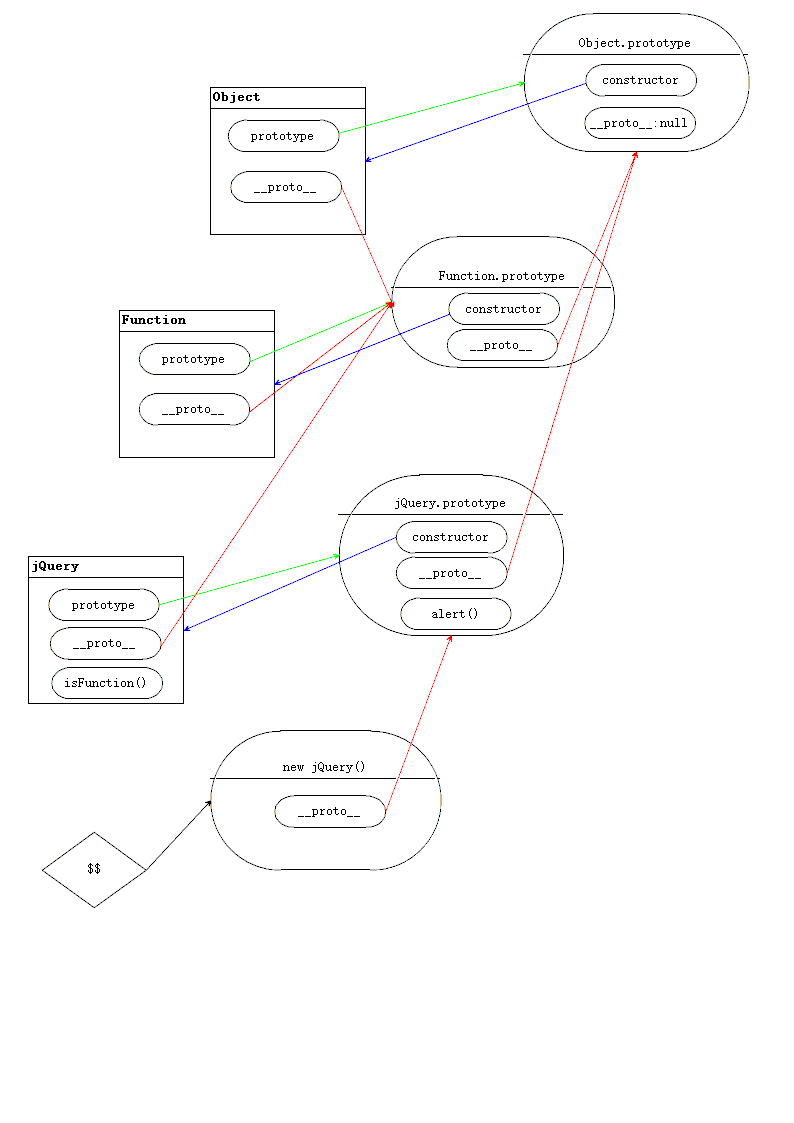 Object.prototype
constructor
__proto__:null
Object
prototype
__proto__
Function.prototype
constructor
__proto__
Function
prototype
__proto__
jQuery.prototype
constructor
__proto__
alert()
jQuery
prototype
__proto__
isFunction()
new jQuery()
__proto__
$$